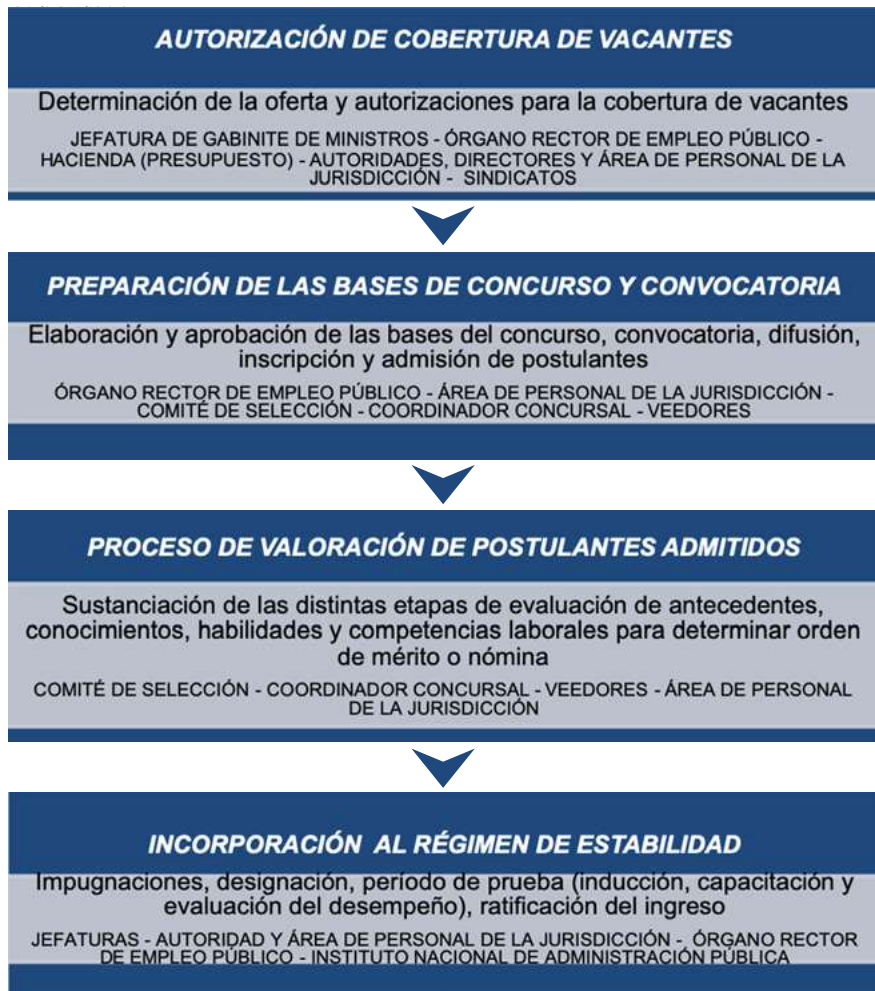 AUTORIZACIÓN DE COBERTURA DE VACANTES
Determinación de la oferta y autorizaciones para la cobertura de vacantes
JEFATURA DE GABINITE DE MINISTROS - ÓRGANO RECTOR DE EMPLEO PÚBLICO -
HACIENDA (PRESUPUESTO) - AUTORIDADES, DIRECTORES Y ÁREA DE PERSONAL DE LA
JURISDICCIÓN - SINDICATOS
PREPARACIÓN DE LAS BASES DE CONCURSO Y CONVOCATORIA
Elaboración y aprobación de las bases del concurso, convocatoria, difusión,
inscripción y admisión de postulantes
ÓRGANO RECTOR DE EMPLEO PÚBLICO - ÁREA DE PERSONAL DE LA JURISDICCIÓN -
COMITÉ DE SELECCIÓN - COORDINADOR CONCURSAL - VEEDORES
PROCESO DE VALORACIÓN DE POSTULANTES ADMITIDOS
Sustanciación de las distintas etapas de evaluación de antecedentes,
conocimientos, habilidades y competencias laborales para determinar orden
de mérito o nómina
COMITÉ DE SELECCIÓN - COORDINADOR CONCURSAL - VEEDORES - ÁREA DE PERSONAL
DE LA JURISDICCIÓN
INCORPORACIÓN AL RÉGIMEN DE ESTABILIDAD
Impugnaciones, designación, período de prueba (inducción, capacitación y
evaluación del desempeño), ratificación del ingreso
JEFATURAS - AUTORIDAD Y ÁREA DE PERSONAL DE LA JURISDICCIÓN - ÓRGANO RECTOR
DE EMPLEO PÚBLICO - INSTITUTO NACIONAL DE ADMINISTRACIÓN PÚBLICA